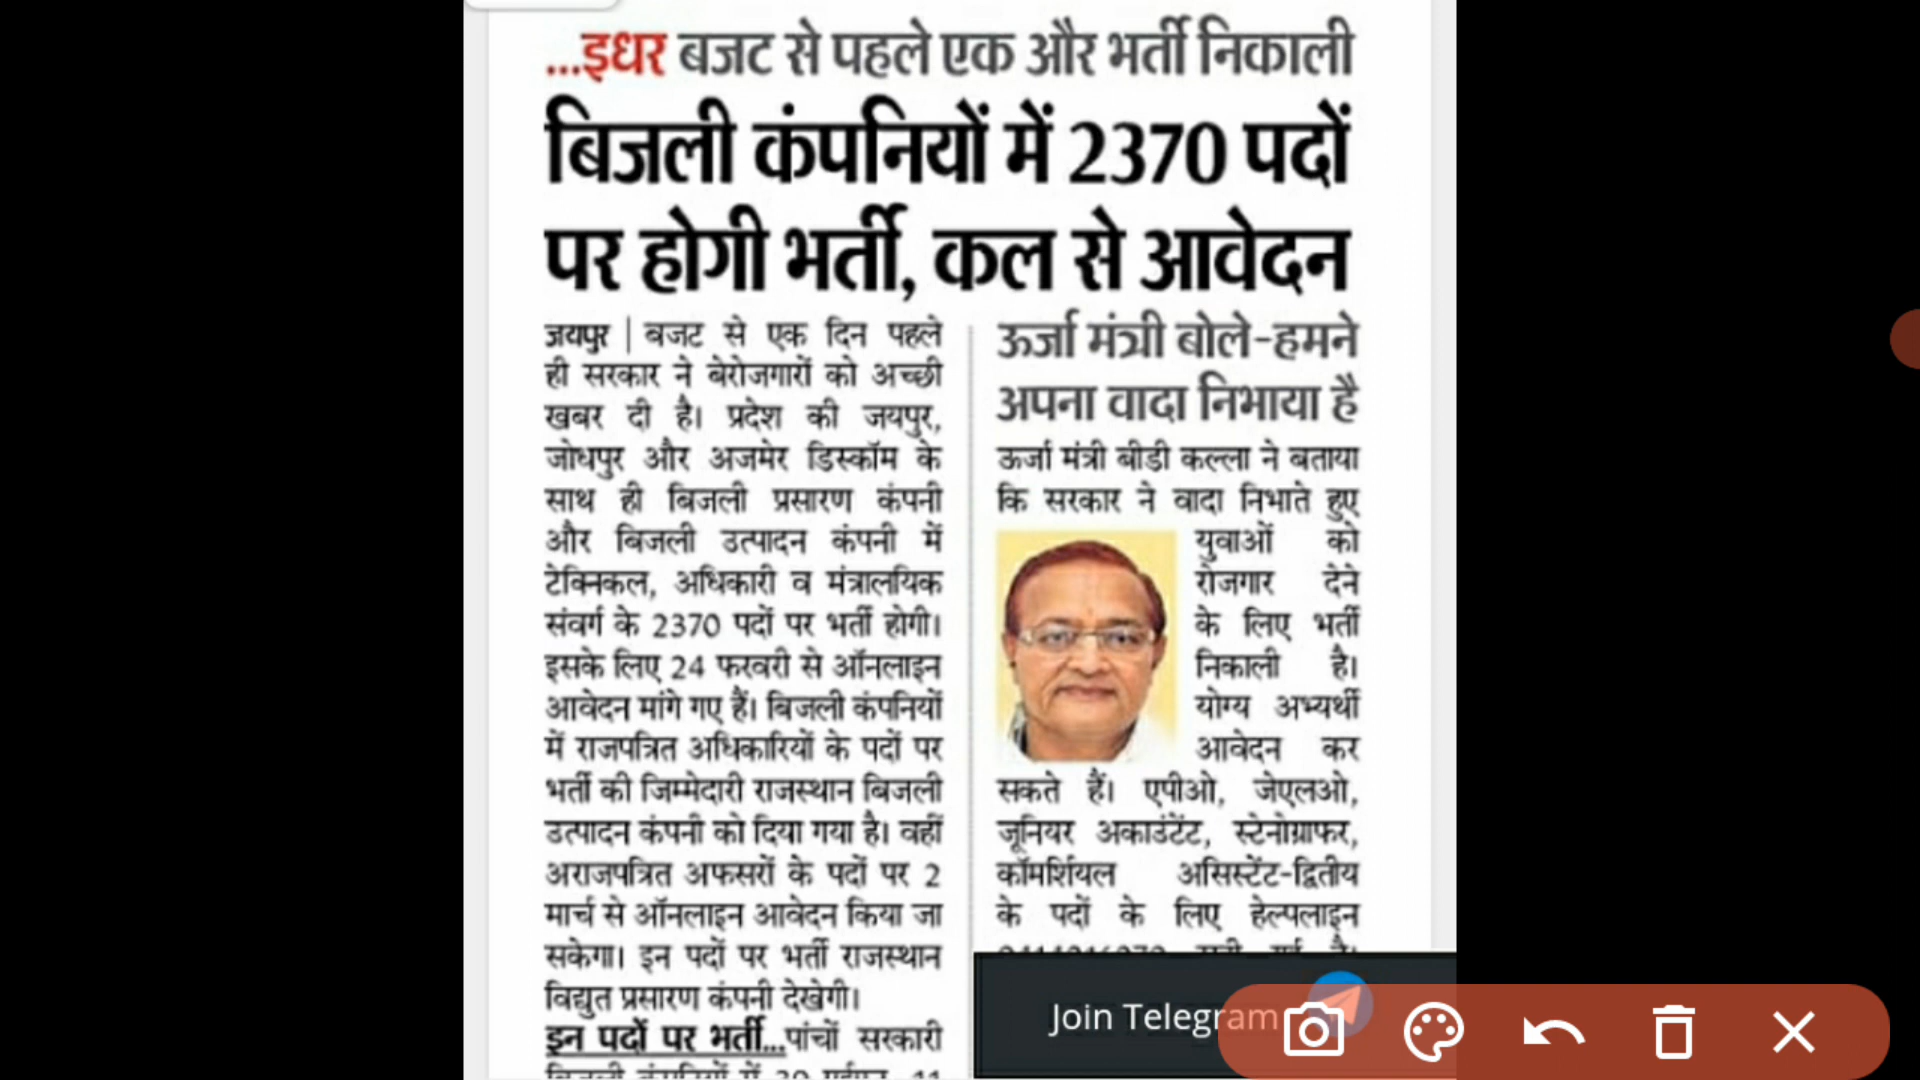 ...इधर बजट से पहले एक और भर्ती निकाली
बिजली कंपनियों में 2370 पदों
पर होगी भर्ती, कल से आवेदन
जयपुर | बजट से एक दिन पहले
ही सरकार ने बेरोजगारों को अच्छी
खबर दी है। प्रदेश की जयपुर,
जोधपुर और अजमेर डिस्कॉम के
साथ ही बिजली प्रसारण कंपनी
और बिजली उत्पादन कंपनी में
टेक्निकल, अधिकारी व मंत्रालयिक
संवर्ग के 2370 पदों पर भर्ती होगी।
इसके लिए 24 फरवरी से ऑनलाइन
आवेदन मांगे गए हैं। बिजली कंपनियों
में राजपत्रित अधिकारियों के पदों पर
भर्ती की जिम्मेदारी राजस्थान बिजली
उत्पादन कंपनी को दिया गया है। वहीं
अराजपत्रित अफसरों के पदों पर 2
मार्च से ऑनलाइन आवेदन किया जा
सकेगा। इन पदों पर भर्ती राजस्थान
विद्युत प्रसारण कंपनी देखेगी।
इन पदों पर भर्ती...पांचों सरकारी
ऊर्जा मंत्री बोले-हमने
अपना वादा निभाया है
ऊर्जा मंत्री बीडी कल्ला ने बताया
कि सरकार ने वादा निभाते हुए
युवाओं को
रोजगार देने
के लिए भर्ती
निकाली है।
योग्य अभ्यर्थी
आवेदन कर
सकते हैं। एपीओ, जेएलओ,
जूनियर अकाउंटेंट, स्टेनोग्राफर,
कॉमर्शियल असिस्टेंट-द्वितीय
के पदों के लिए हेल्पलाइन
Join Telegram